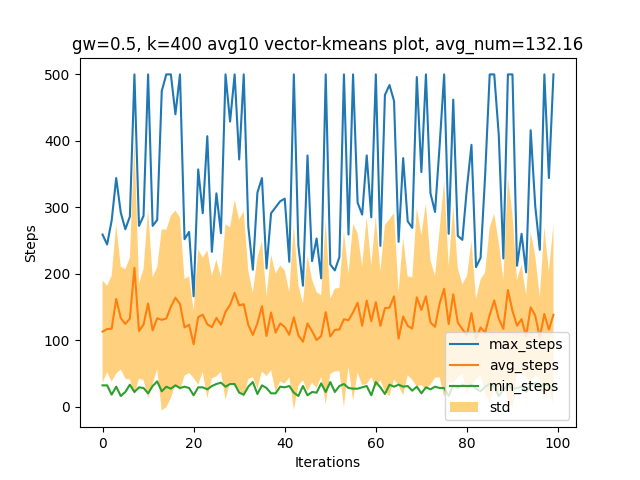 gw=0.5, k=400 avg10 vector-kmeans plot, avg_num=132.16
500
400
300
200
100
0
Steps
0
20
40
60
80
100
Iterations
max_steps
avg_steps
min_steps
std